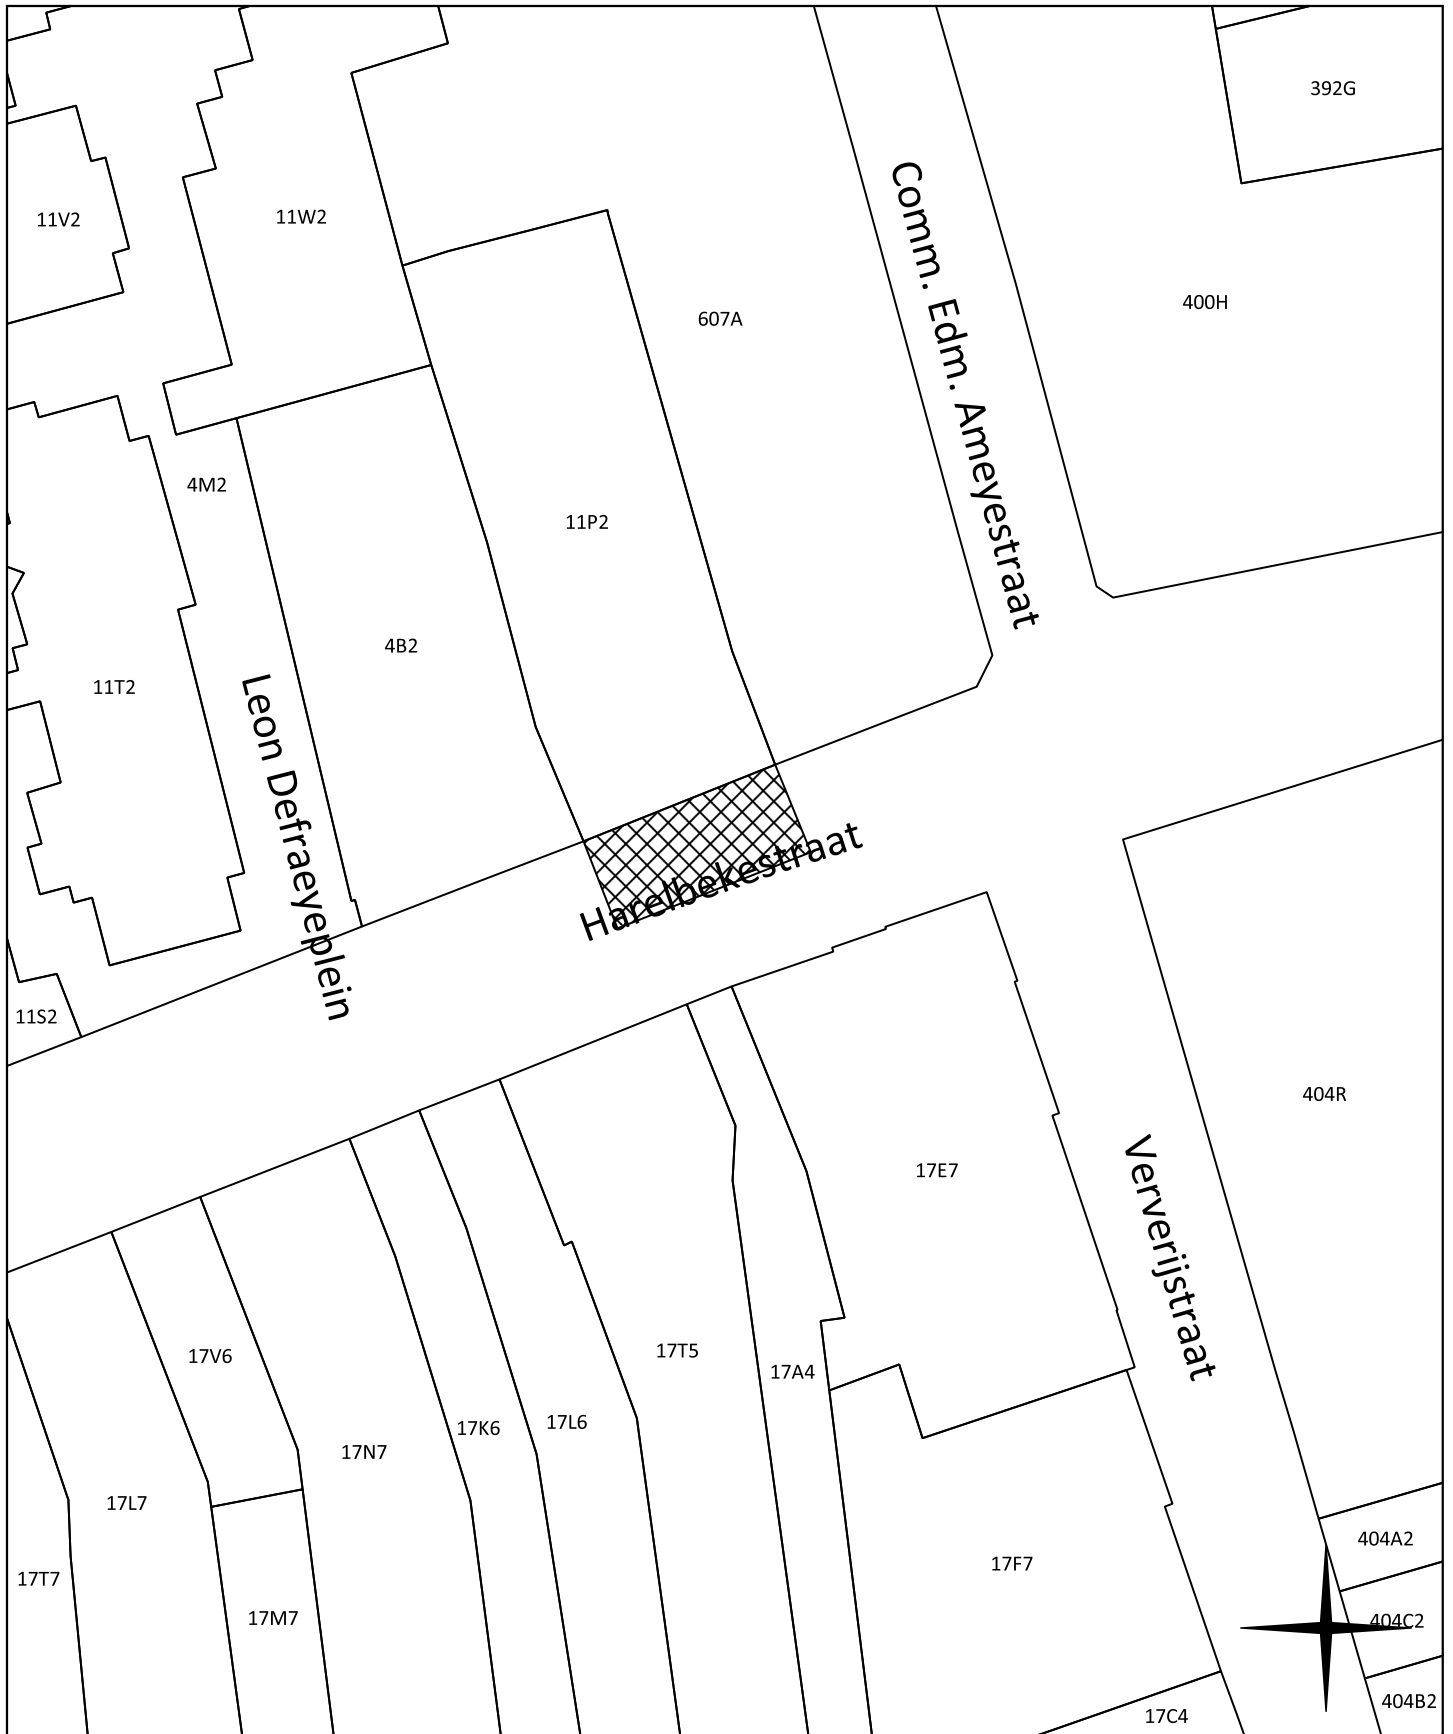 392G
11V2
11W2
Comm. Edm. Ameyestraat
400H
607A
4M2
11P2
4B2
11T2
Leon Defraeyeplein
Harelbekestraat
11S2
404R
17E7
Ververijstraat
17V6
17T5
17A4
17K6
17L6
17N7
17L7
404A2
17F7
17T7
17M7
404C2
404B2
17C4